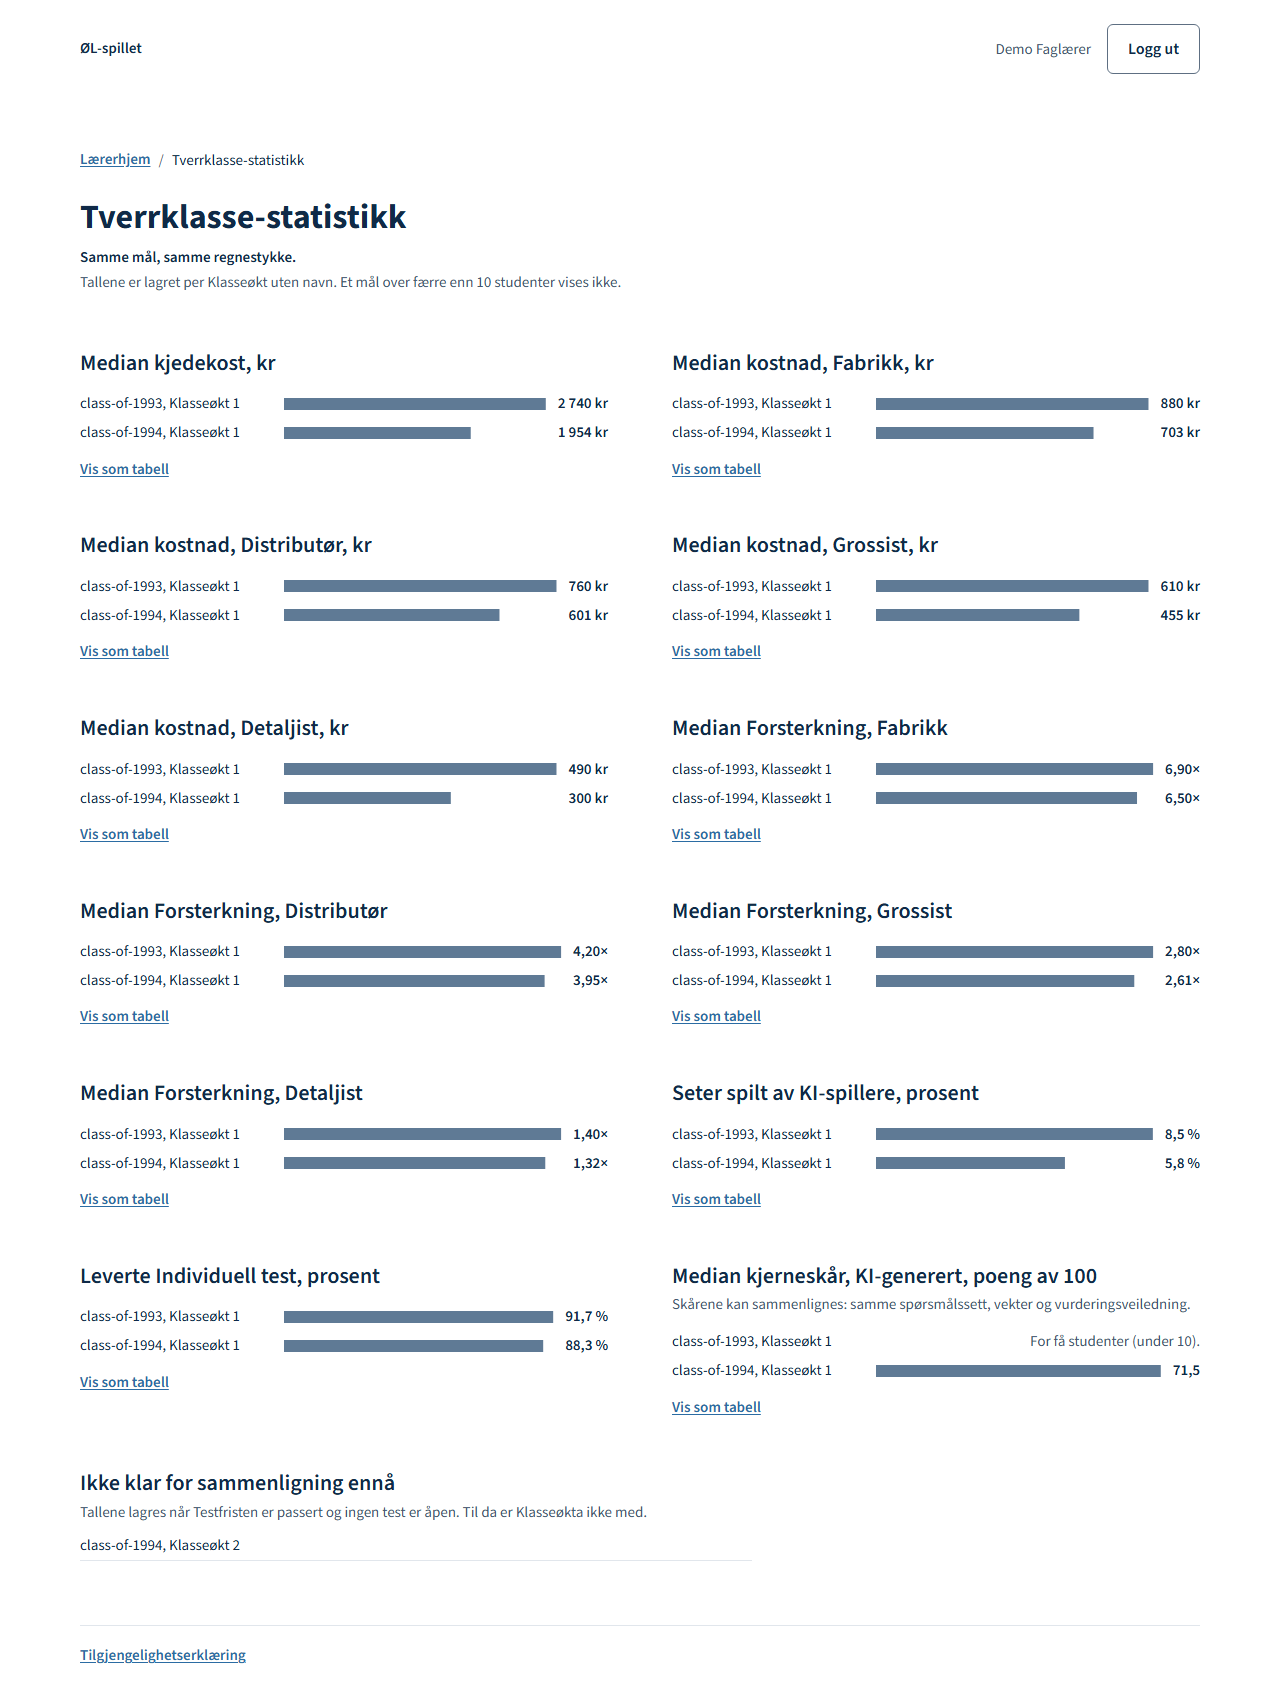 ØL-spillet
Demo Faglærer
Logg ut
Lærerhjem / Tverrklasse-statistikk
Tverrklasse-statistikk
Samme mål, samme regnestykke.
Tallene er lagret per Klasseøkt uten navn. Et mål over færre enn 10 studenter vises ikke.
Median kjedekost, kr
class-of-1993, Klasseøkt 1 2 740 kr
class-of-1994, Klasseøkt 1 1 954 kr
Vis som tabell
Median kostnad, Fabrikk, kr
class-of-1993, Klasseøkt 1 880 kr
class-of-1994, Klasseøkt 1 703 kr
Vis som tabell
Median kostnad, Distributør, kr
class-of-1993, Klasseøkt 1 760 kr
class-of-1994, Klasseøkt 1 601 kr
Vis som tabell
Median kostnad, Grossist, kr
class-of-1993, Klasseøkt 1 610 kr
class-of-1994, Klasseøkt 1 455 kr
Vis som tabell
Median kostnad, Detaljist, kr
class-of-1993, Klasseøkt 1 490 kr
class-of-1994, Klasseøkt 1 300 kr
Vis som tabell
Median Forsterkning, Fabrikk
class-of-1993, Klasseøkt 1 6,90×
class-of-1994, Klasseøkt 1 6,50×
Vis som tabell
Median Forsterkning, Distributør
class-of-1993, Klasseøkt 1 4,20×
class-of-1994, Klasseøkt 1 3,95×
Vis som tabell
Median Forsterkning, Grossist
class-of-1993, Klasseøkt 1 2,80×
class-of-1994, Klasseøkt 1 2,61×
Vis som tabell
Median Forsterkning, Detaljist
class-of-1993, Klasseøkt 1 1,40×
class-of-1994, Klasseøkt 1 1,32×
Vis som tabell
Seter spilt av KI-spillere, prosent
class-of-1993, Klasseøkt 1 8,5 %
class-of-1994, Klasseøkt 1 5,8 %
Vis som tabell
Leverte Individuell test, prosent
class-of-1993, Klasseøkt 1 91,7 %
class-of-1994, Klasseøkt 1 88,3 %
Vis som tabell
Median kjerneskår, KI-generert, poeng av 100
Skårene kan sammenlignes: samme spørsmålssett, vekter og vurderingsveiledning.
class-of-1993, Klasseøkt 1 For få studenter (under 10).
class-of-1994, Klasseøkt 1 71,5
Vis som tabell
Ikke klar for sammenligning ennå
Tallene lagres når Testfristen er passert og ingen test er åpen. Til da er Klasseøkta ikke med.
class-of-1994, Klasseøkt 2
Tilgjengelighetserklæring